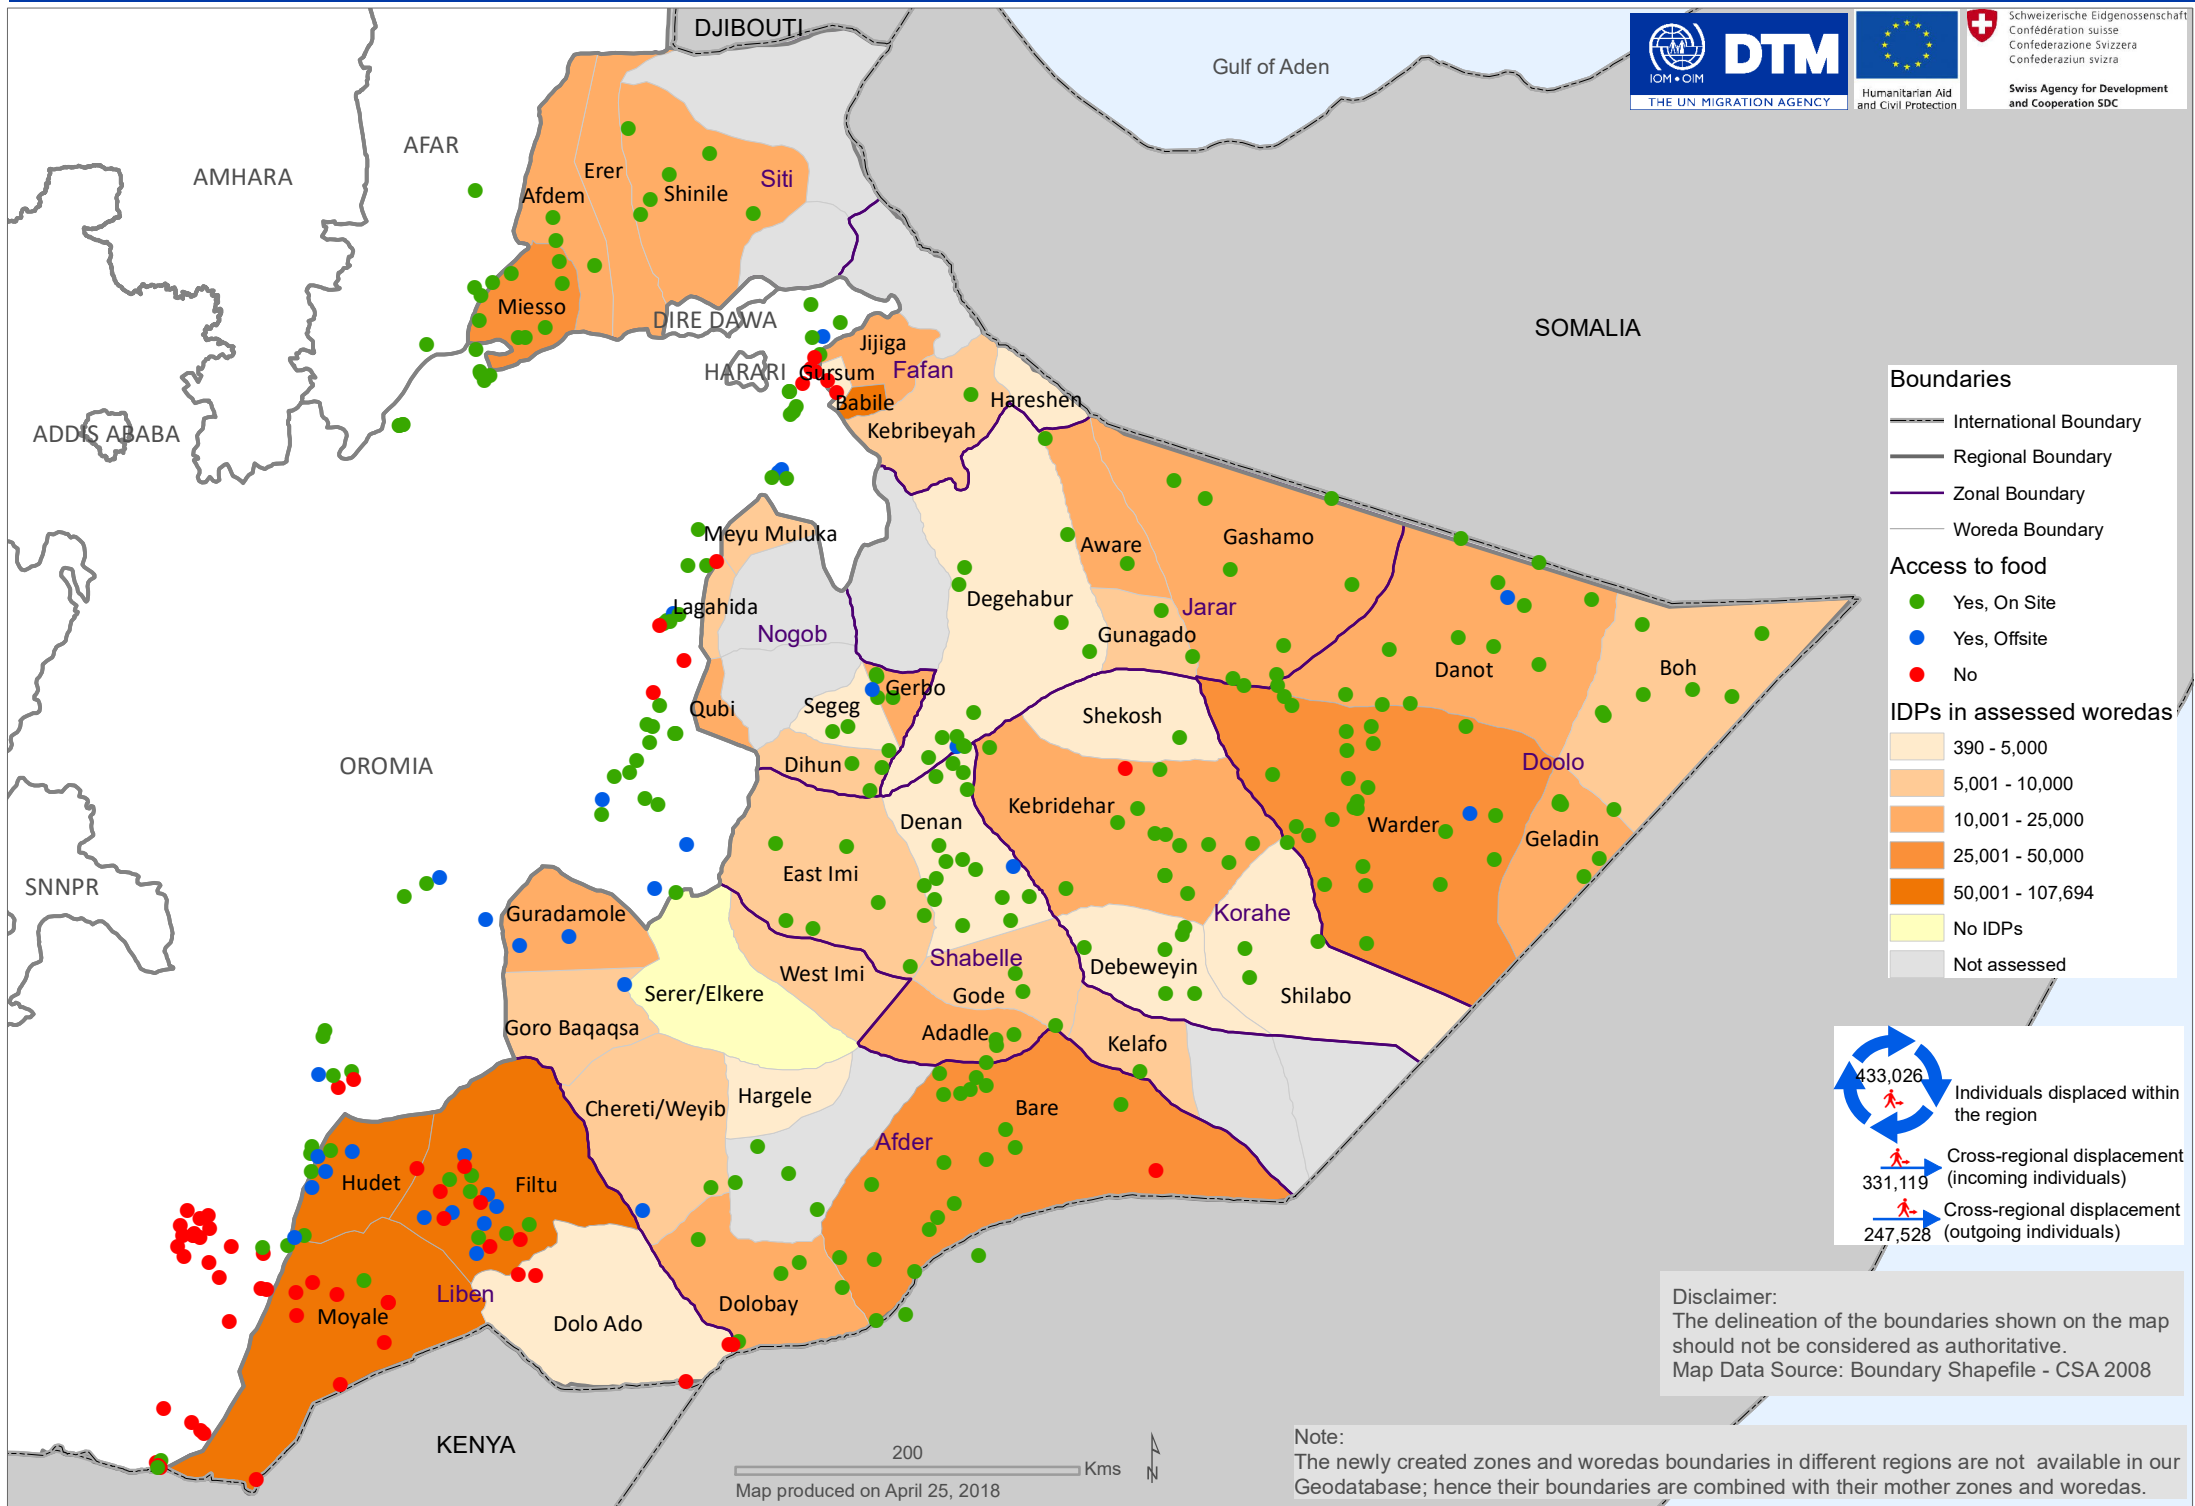 DJIBOUTI
Gulf of Aden
IOM • OIM
DTM
THE UN MIGRATION AGENCY
Humanitarian Aid
and Civil Protection
Schweizerische Eidgenossenschaft
Confédération suisse
Confederazione Svizzera
Confederaziun svizra
Swiss Agency for Development
and Cooperation SDC
AFAR
AMHARA
Erer
Afdem
Shinile
Siti
Miesso
DIRE DAWA
SOMALIA
Jijiga
HARARI
Gursum
Fafan
Babile
Hareshen
Kebribeyah
ADDIS ABABA
Meyu Muluka
Aware
Gashamo
Lagahida
Degehabur
Jarar
Nogob
Gunagado
Danot
Boh
Gerbo
Segeg
Qubi
Shekosh
Dihun
Doolo
OROMIA
Kebridehar
Denan
Warder
Geladin
East Imi
SNNPR
Guradamole
Korahe
Shabelle
Debeweyin
West Imi
Serer/Elkere
Gode
Shilabo
Goro Baqaqsa
Adadle
Kelafo
Hargele
Chereti/Weyib
Bare
Afder
Hudet
Filtu
Liben
Moyale
Dolobay
Dolo Ado
KENYA
Boundaries
International Boundary
Regional Boundary
Zonal Boundary
Woreda Boundary
Access to food
Yes, On Site
Yes, Offsite
No
IDPs in assessed woredas
390 - 5,000
5,001 - 10,000
10,001 - 25,000
25,001 - 50,000
50,001 - 107,694
No IDPs
Not assessed
433,026
Individuals displaced within
the region
331,119
Cross-regional displacement
(incoming individuals)
247,528
Cross-regional displacement
(outgoing individuals)
Disclaimer:
The delineation of the boundaries shown on the map
should not be considered as authoritative.
Map Data Source: Boundary Shapefile - CSA 2008
200
Kms
N
Map produced on April 25, 2018
Note:
The newly created zones and woredas boundaries in different regions are not available in our
Geodatabase; hence their boundaries are combined with their mother zones and woredas.